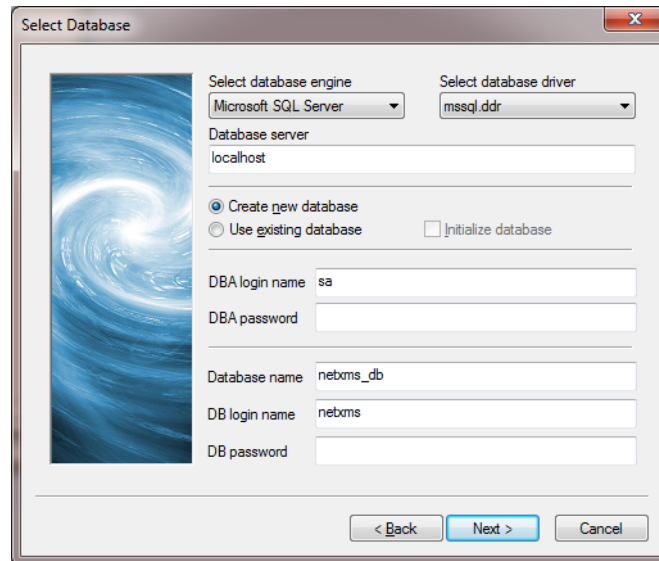 Select Database
Select database engine Select database driver
Microsoft SQL Server mssql.ddr
Database server
localhost
Create new database
Use existing database Initialize database
DBA login name sa
DBA password
Database name netxms_db
DB login name netxms
DB password
< Back Next > Cancel